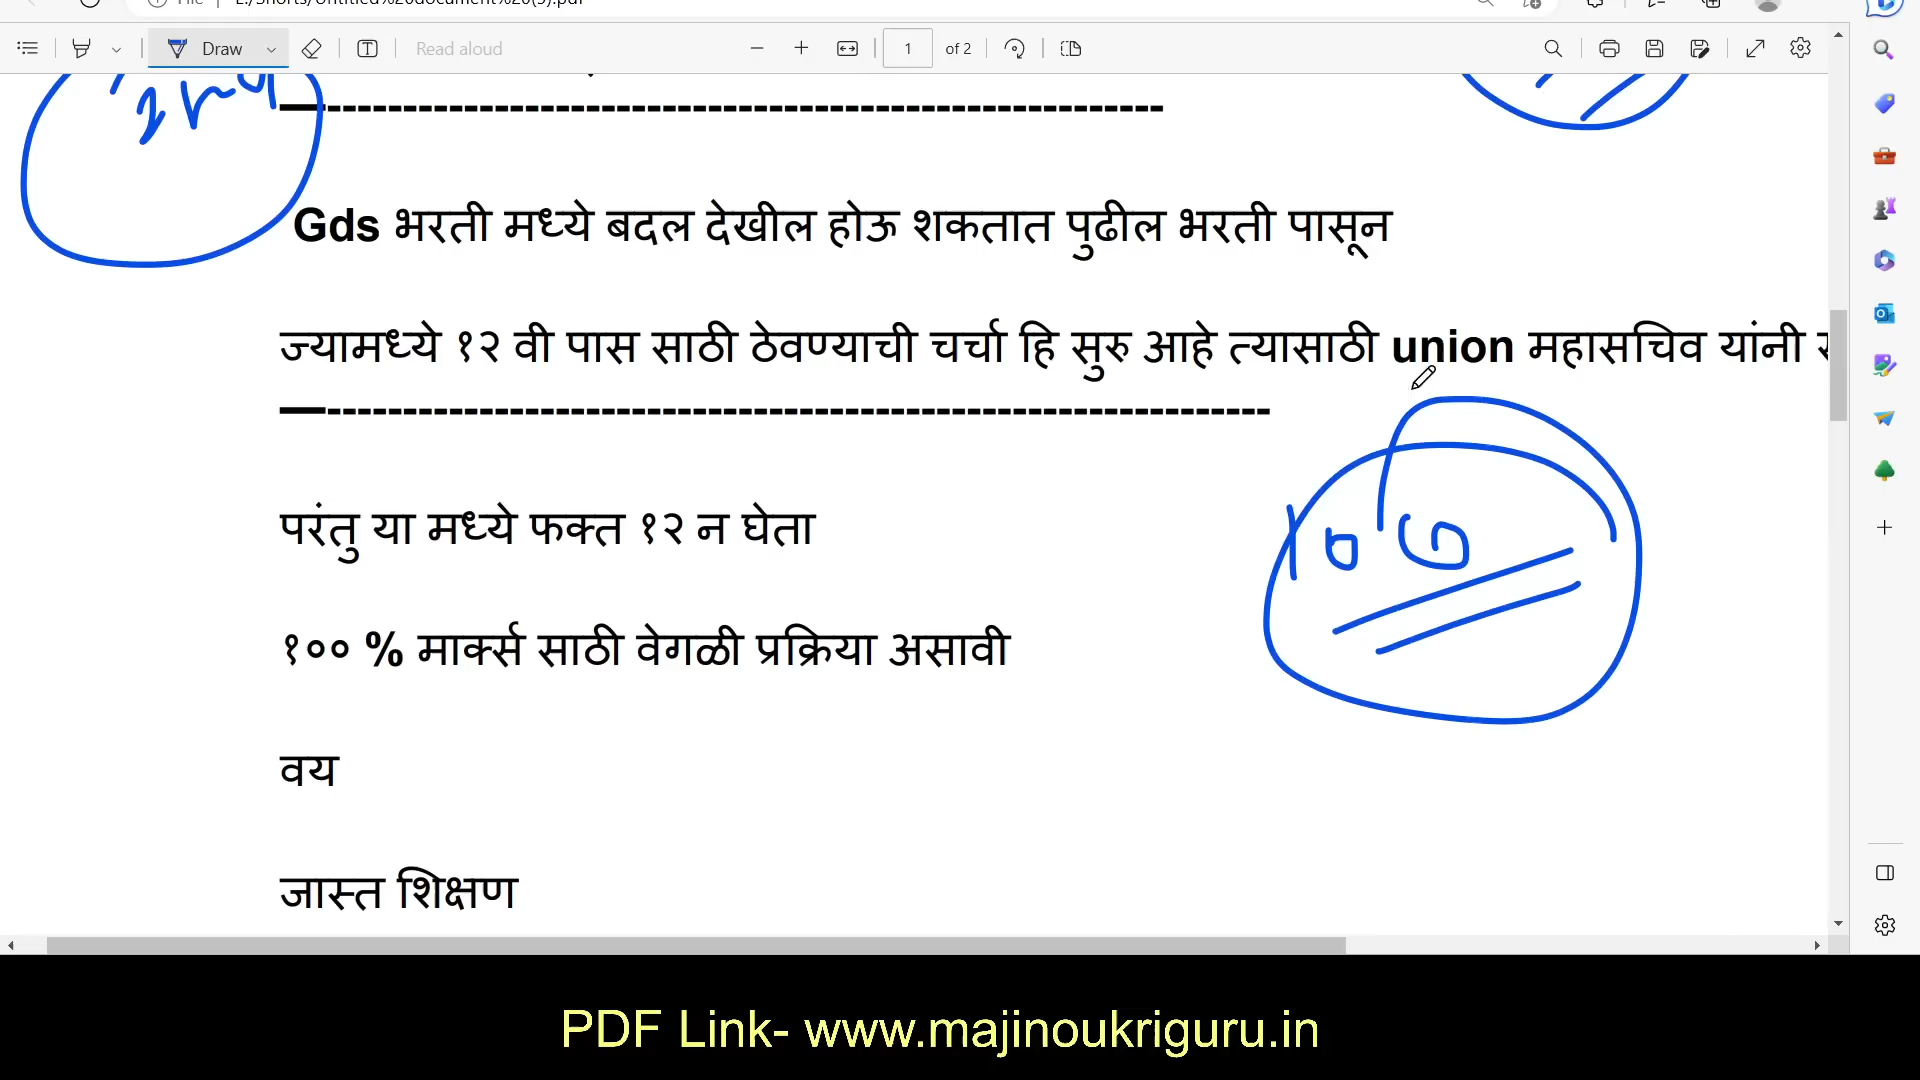 Draw
Read aloud
1 of 2
Gds भरती मध्ये बदल देखील होऊ शकतात पुढील भरती पासून
ज्यामध्ये १२ वी पास साठी ठेवण्याची चर्चा हि सुरु आहे त्यासाठी union महासचिव यांनी
—---------------------------------------------------------------
परंतु या मध्ये फक्त १२ न घेता
१०० % मार्क्स साठी वेगळी प्रक्रिया असावी
वय
जास्त शिक्षण
PDF Link- www.majinoukriguru.in